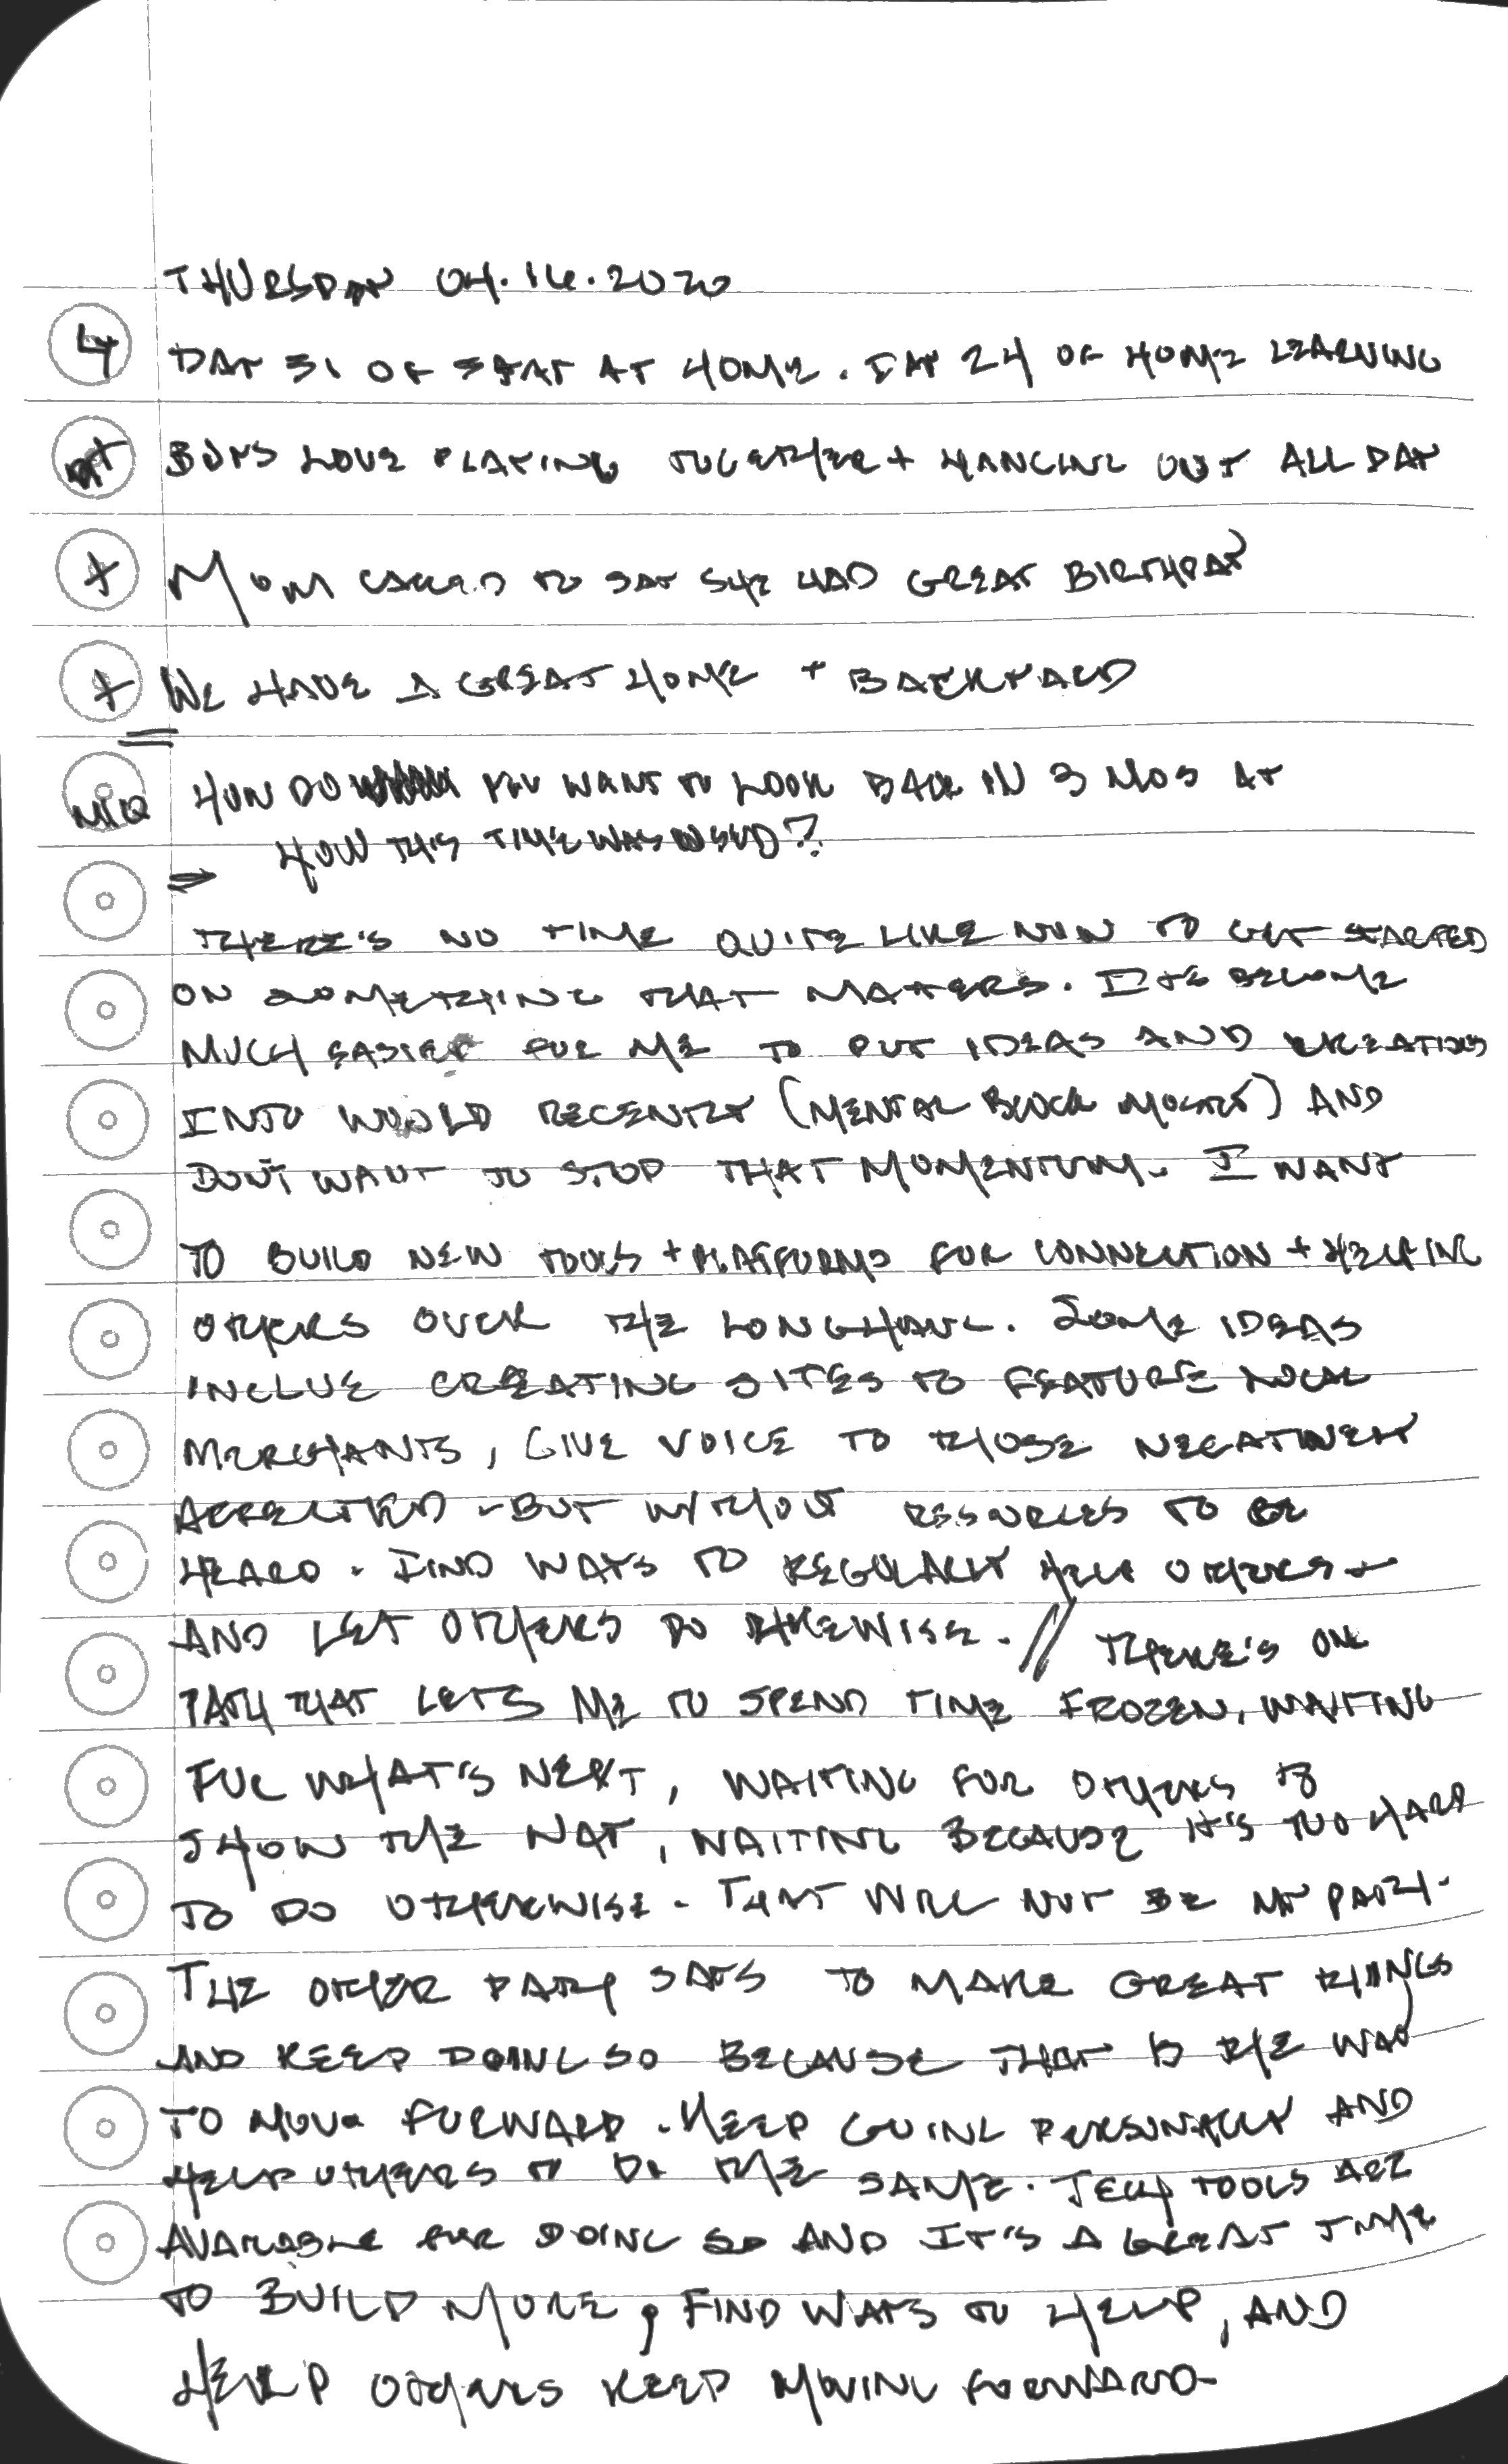 THURSDAY 04.16.2020
4 DAY 31 OF STAY AT HOME. DAY 24 OF HOME LEARNING
BOYS LOVE PLAYING TOGETHER + HANGING OUT ALL DAY
+ MOM CALLED TO SAY SHE HAD GREAT BIRTHDAY
+ WE HAVE A GREAT HOME + BACKYARD
MIQ HOW DO YOU WANT TO LOOK BACK IN 3 MOS AT
HOW THIS TIME WAS USED?
⇒
THERE'S NO TIME QUITE LIKE NOW TO GET STARTED
ON SOMETHING THAT MATTERS. IT'S BECOME
MUCH EASIER FOR ME TO PUT IDEAS AND CREATIONS
INTO WORLD RECENTLY (MENTAL BLOCK) AND
DON'T WANT TO STOP THAT MOMENTUM. I WANT
TO BUILD NEW TOOLS + PLATFORMS FOR CONNECTION + HELPING
OTHERS OVER THE LONGHAUL. SOME IDEAS
INCLUE CREATING SITES TO FEATURE LOCAL
MERCHANTS, GIVE VOICE TO THOSE NEGATIVELY
AFFECTED - BUT WITHOUT RESOURCES TO BE
HEARD. FIND WAYS TO REGULARLY HELP OTHERS -
AND LET OTHERS DO LIKEWISE. // THERE'S ONE
PATH THAT LETS ME TO SPEND TIME FROZEN, WAITING
FOR WHAT'S NEXT, WAITING FOR OTHERS TO
SHOW THE WAY, WAITING BECAUSE IT'S TOO HARD
TO DO OTHERWISE. THAT WILL NOT BE MY PATH.
THE OTHER PATH SAYS TO MAKE GREAT THINGS
AND KEEP DOING SO BECAUSE THAT IS THE WAY
TO MOVE FORWARD. KEEP GOING PERSONALLY AND
HELP OTHERS TO DO THE SAME. TECH TOOLS ARE
AVAILABLE FOR DOING SO AND IT'S A GREAT TIME
TO BUILD MORE, FIND WAYS TO HELP, AND
HELP OTHERS KEEP MOVING FORWARD.